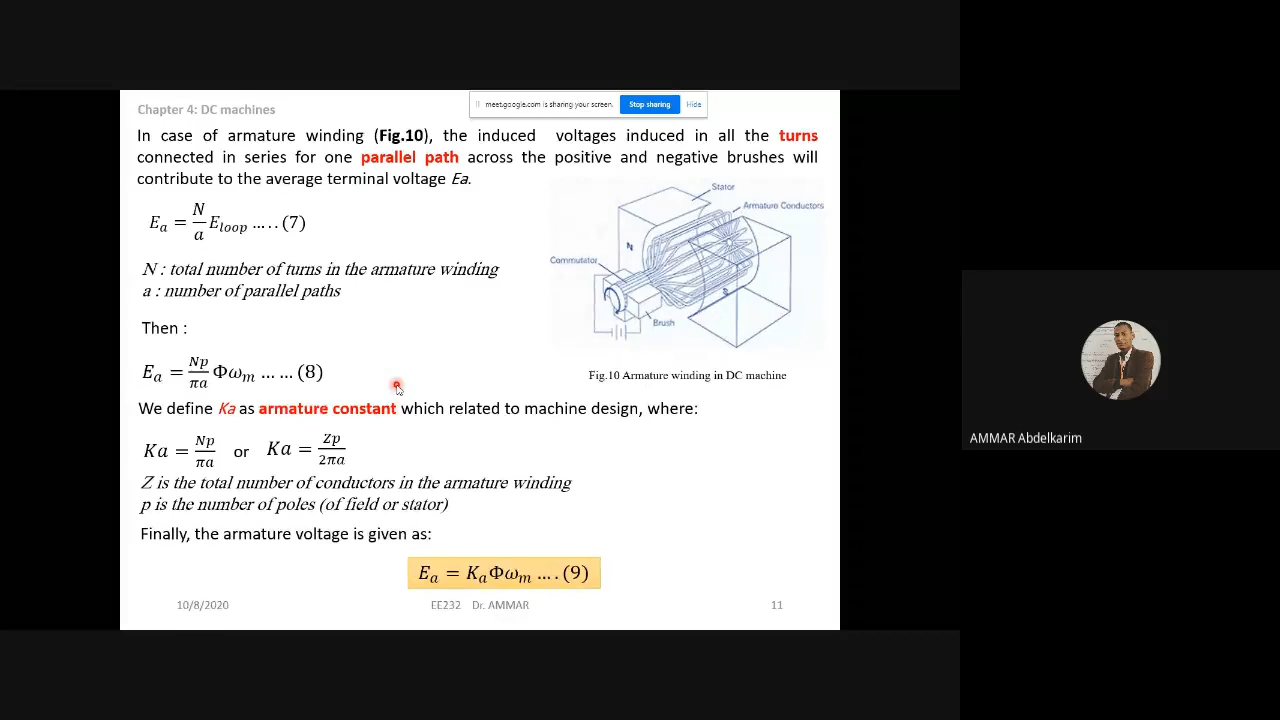 Chapter 4: DC machines
meet.google.com is sharing your screen. Stop sharing Hide
In case of armature winding (Fig.10), the induced voltages induced in all the turns
connected in series for one parallel path across the positive and negative brushes will
contribute to the average terminal voltage Ea.
E_a = N/a E_loop ….. (7)
Stator
Armature Conductors
N
Commutator
S
Brush
N : total number of turns in the armature winding
a : number of parallel paths
Then :
E_a = Np/πa Φω_m … … (8)
Fig.10 Armature winding in DC machine
We define Ka as armature constant which related to machine design, where:
Ka = Np/πa or Ka = Zp/2πa
Z is the total number of conductors in the armature winding
p is the number of poles (of field or stator)
AMMAR Abdelkarim
Finally, the armature voltage is given as:
E_a = K_aΦω_m … . (9)
10/8/2020 EE232 Dr. AMMAR 11